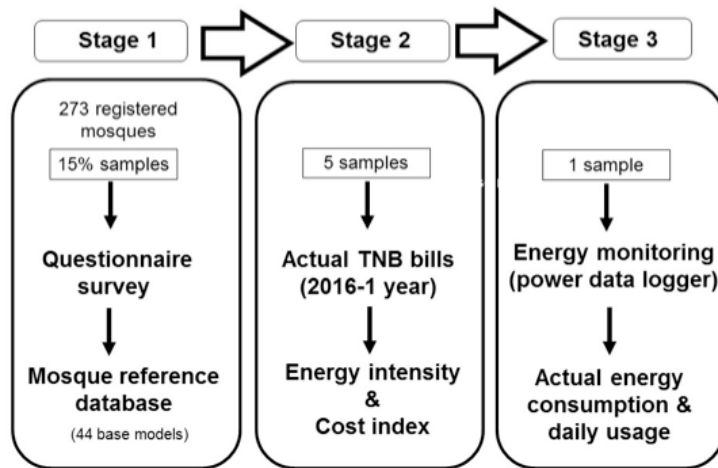 Stage 1
Stage 2
Stage 3
273 registered
mosques
15% samples
Questionnaire
survey
Mosque reference
database
(44 base models)
5 samples
Actual TNB bills
(2016-1 year)
Energy intensity
&
Cost index
1 sample
Energy monitoring
(power data logger)
Actual energy
consumption &
daily usage